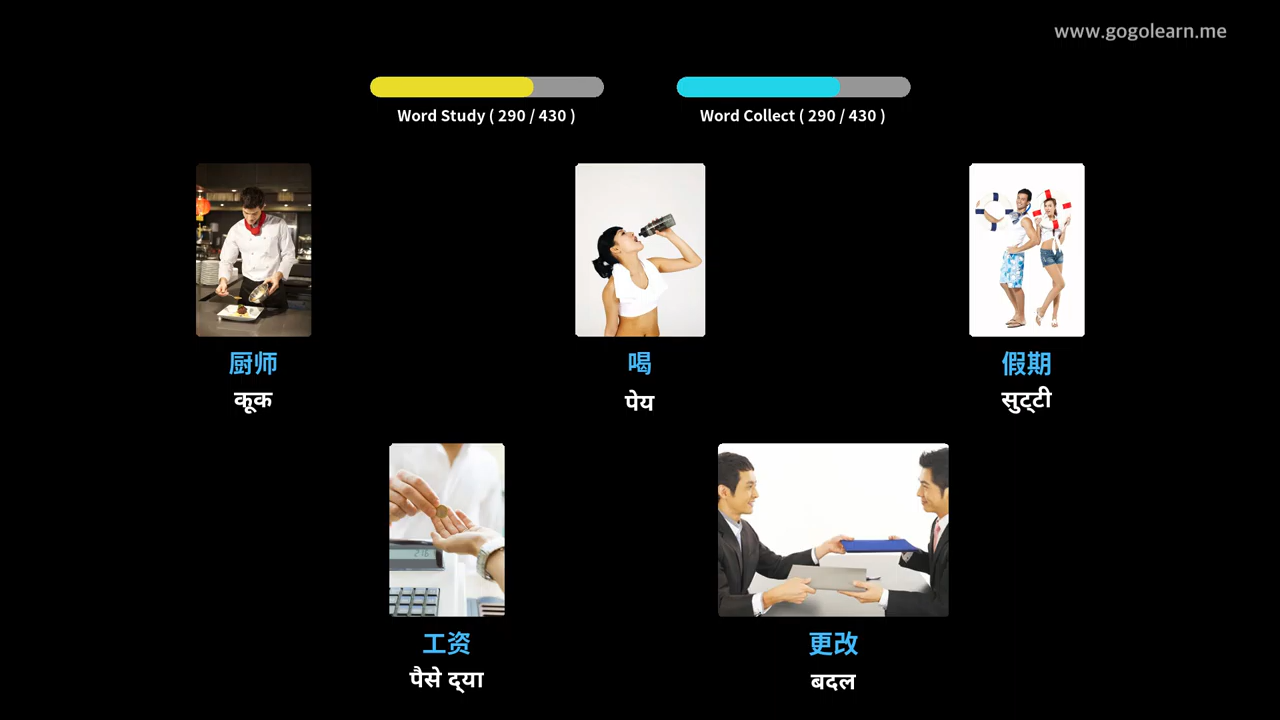 www.gogolearn.me
Word Study ( 290 / 430 )
Word Collect ( 290 / 430 )
厨师
कूक
喝
पेय
假期
सुट्टी
工资
पैसे द्या
更改
बदल